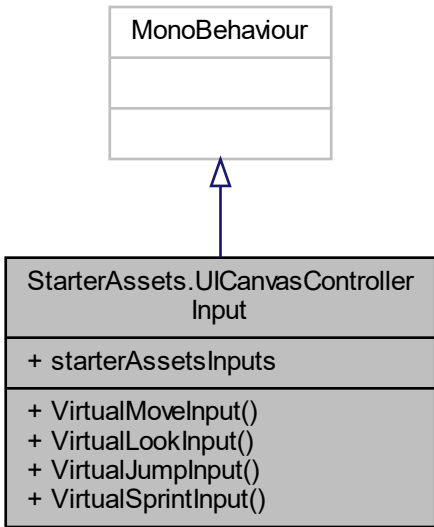 MonoBehaviour
StarterAssets.UICanvasController
Input
+ starterAssetsInputs
+ VirtualMoveInput()
+ VirtualLookInput()
+ VirtualJumpInput()
+ VirtualSprintInput()